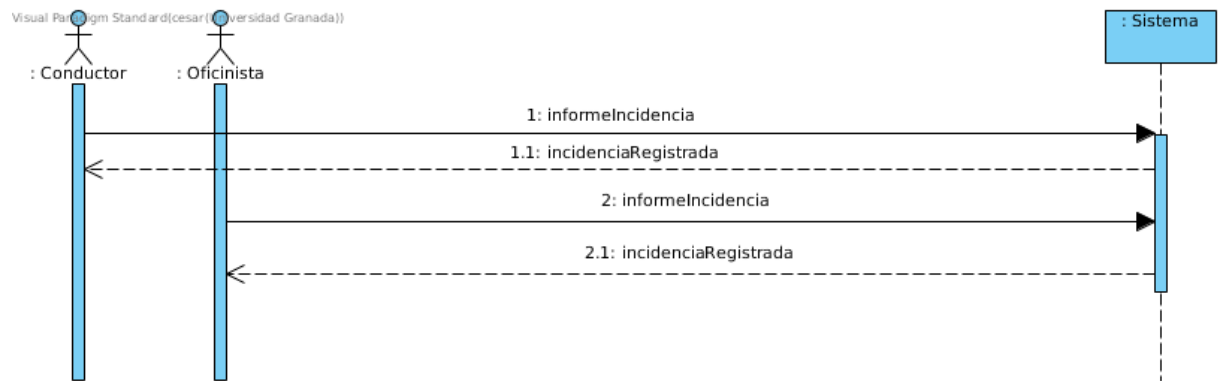 Visual Paradigm Standard(cesar(Universidad Granada))
: Sistema
: Conductor
: Oficinista
1: informeIncidencia
1.1: incidenciaRegistrada
2: informeIncidencia
2.1: incidenciaRegistrada